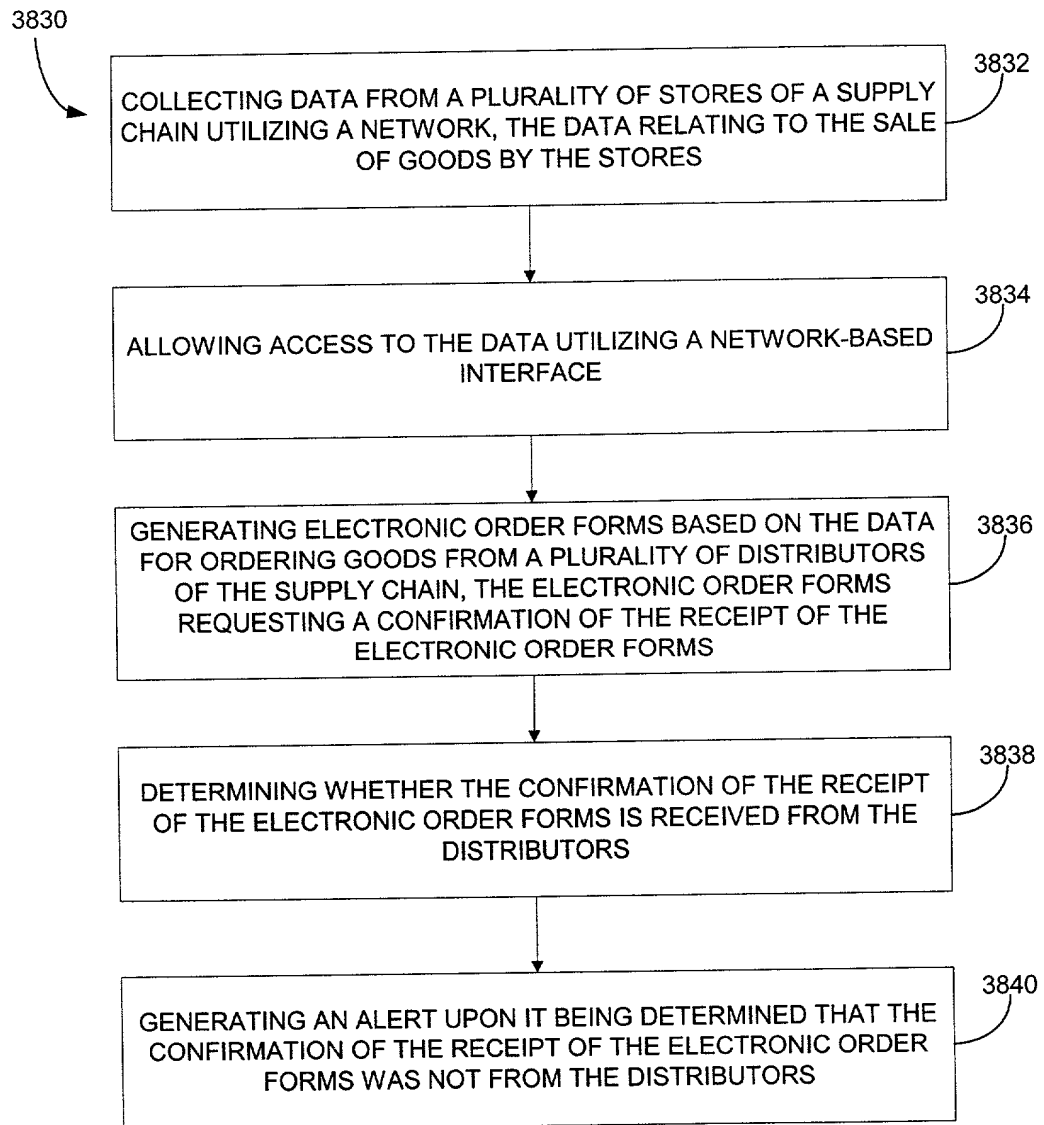 3830
3832
COLLECTING DATA FROM A PLURALITY OF STORES OF A SUPPLY
CHAIN UTILIZING A NETWORK, THE DATA RELATING TO THE SALE
OF GOODS BY THE STORES
3834
ALLOWING ACCESS TO THE DATA UTILIZING A NETWORK-BASED
INTERFACE
3836
GENERATING ELECTRONIC ORDER FORMS BASED ON THE DATA
FOR ORDERING GOODS FROM A PLURALITY OF DISTRIBUTORS
OF THE SUPPLY CHAIN, THE ELECTRONIC ORDER FORMS
REQUESTING A CONFIRMATION OF THE RECEIPT OF THE
ELECTRONIC ORDER FORMS
3838
DETERMINING WHETHER THE CONFIRMATION OF THE RECEIPT
OF THE ELECTRONIC ORDER FORMS IS RECEIVED FROM THE
DISTRIBUTORS
3840
GENERATING AN ALERT UPON IT BEING DETERMINED THAT THE
CONFIRMATION OF THE RECEIPT OF THE ELECTRONIC ORDER
FORMS WAS NOT FROM THE DISTRIBUTORS